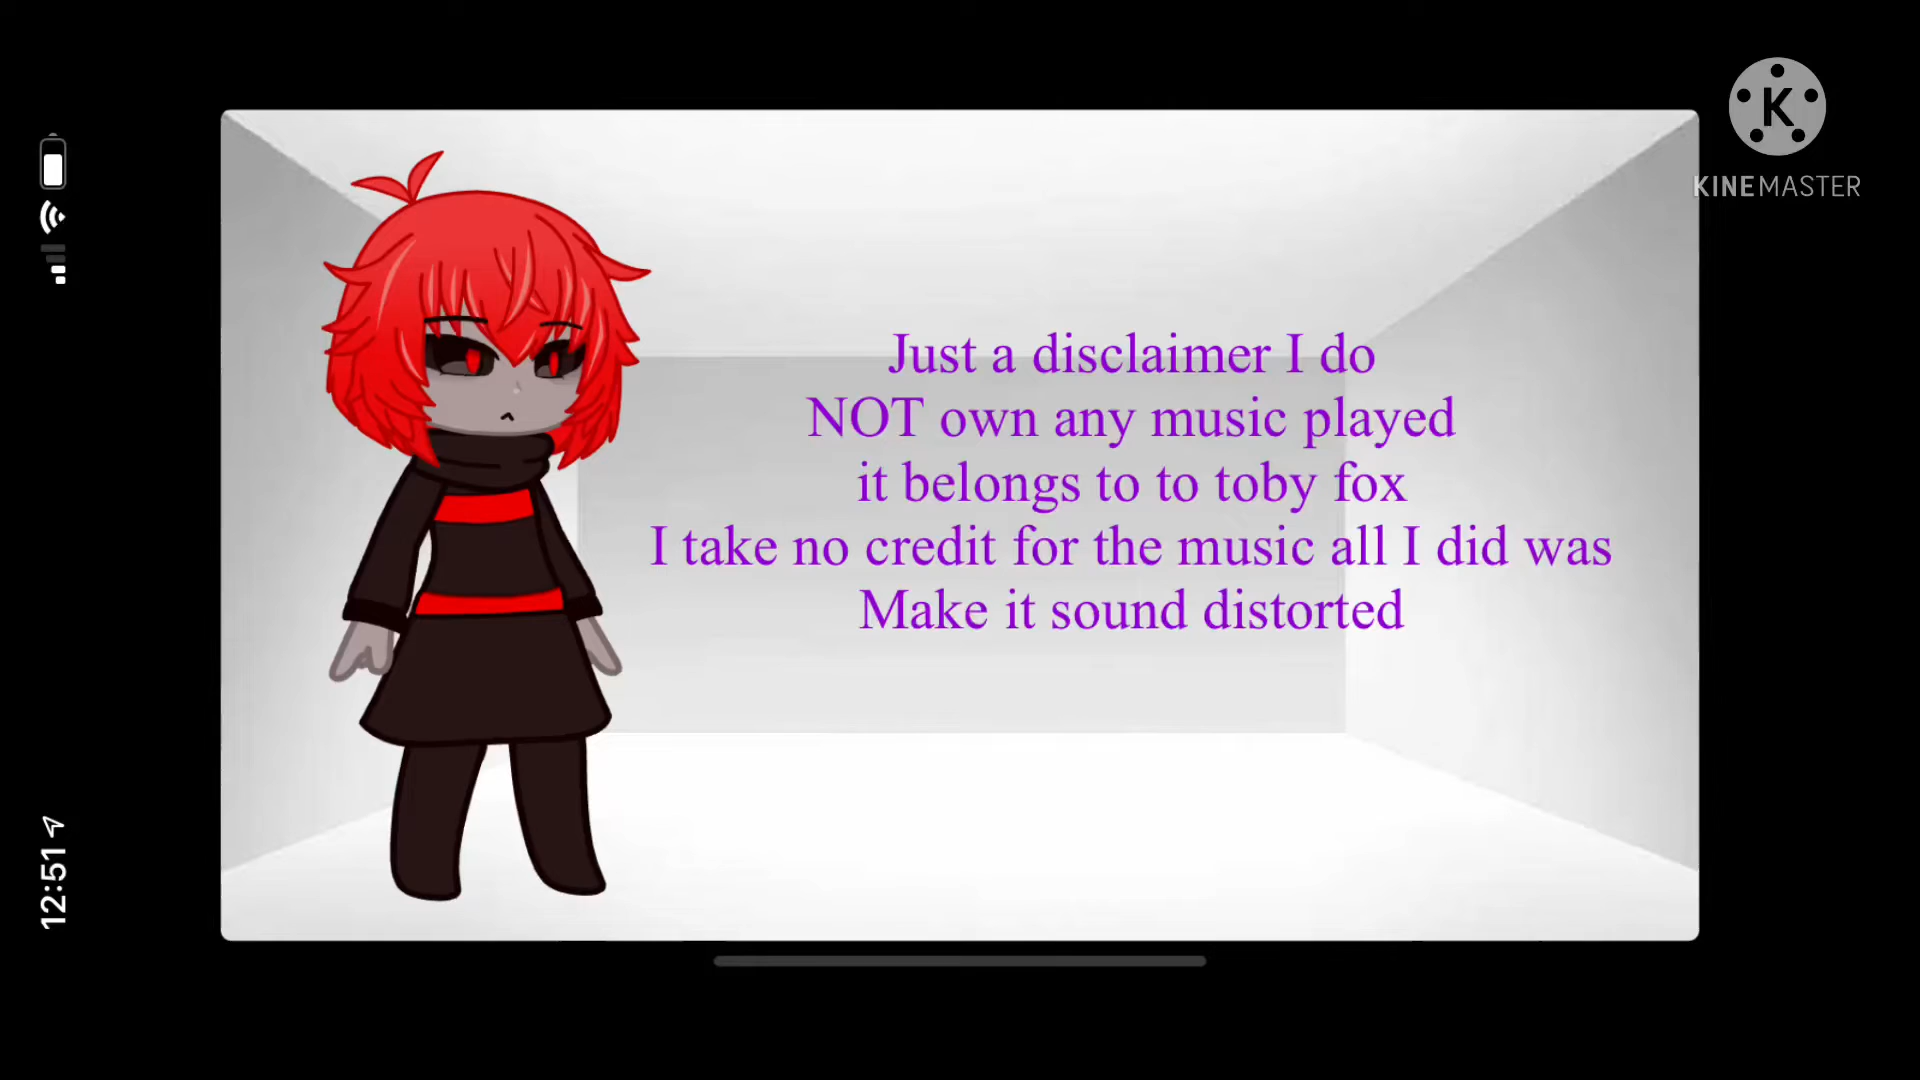 K
KINEMASTER
Just a disclaimer I do
NOT own any music played
it belongs to to toby fox
I take no credit for the music all I did was
Make it sound distorted
12:51